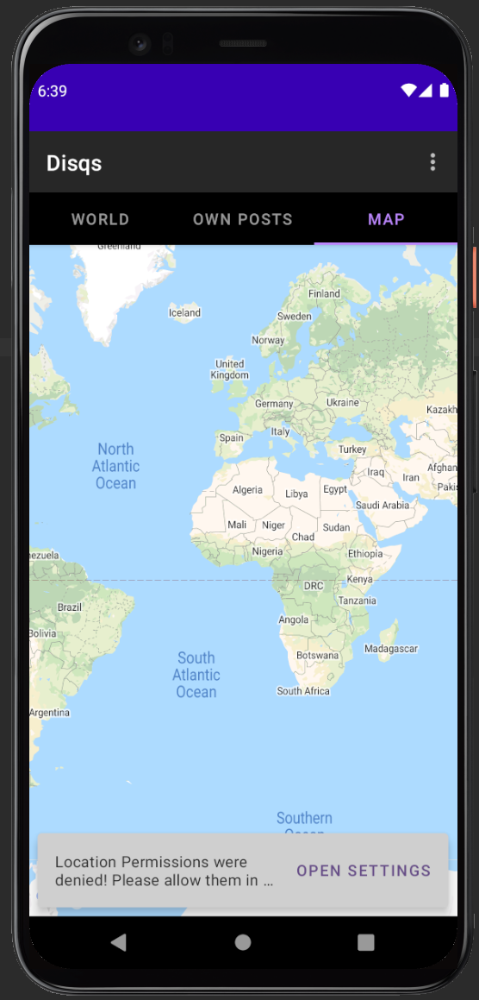 6:39
Disqs
WORLD OWN POSTS MAP
Greenland
Iceland
Finland
Sweden
Norway
United
Kingdom
Germany
Ukraine
Kazakh
Spain
Italy
Turkey
North
Atlantic
Ocean
Iraq
Iran
Afghan
Pakis
Algeria
Libya
Egypt
Saudi Arabia
Mali
Niger
Chad
Sudan
Nigeria
Ethiopia
nezuela
DRC
Kenya
Brazil
Tanzania
Angola
Bolivia
Botswana
Madagascar
South
Atlantic
Ocean
South Africa
Argentina
Southern
Ocean
Location Permissions were
denied! Please allow them in …
OPEN SETTINGS